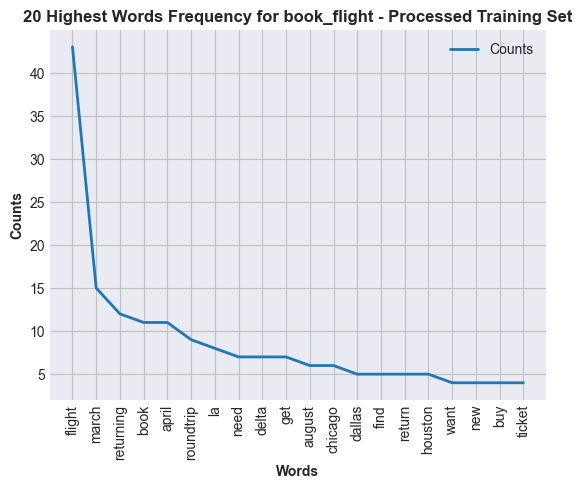 20 Highest Words Frequency for book_flight - Processed Training Set
Counts
Counts
40
35
30
25
20
15
10
5
flight
march
returning
book
april
roundtrip
la
need
delta
get
august
chicago
dallas
find
return
houston
want
new
buy
ticket
Words